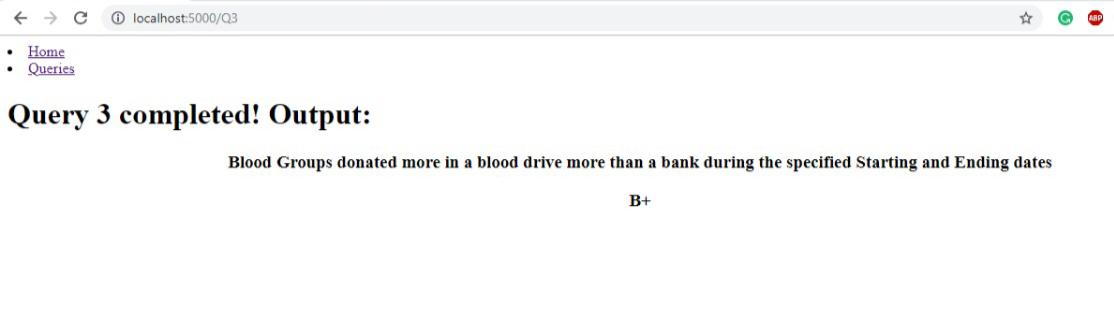 localhost:5000/Q3
ABP
Home
Queries
Query 3 completed! Output:
Blood Groups donated more in a blood drive more than a bank during the specified Starting and Ending dates
B+